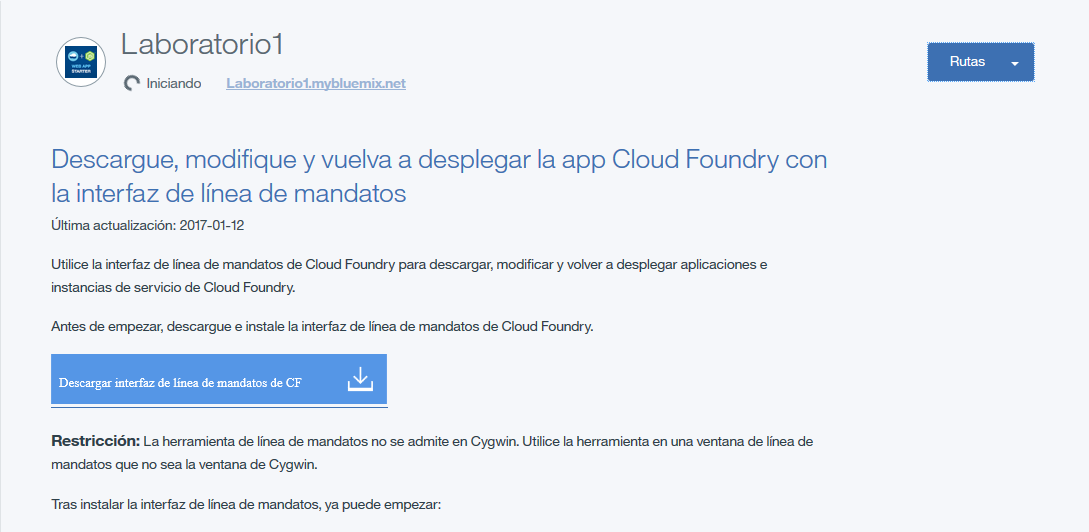 Laboratorio1
WEB APP
STARTER
Iniciando Laboratorio1.mybluemix.net
Rutas
Descargue, modifique y vuelva a desplegar la app Cloud Foundry con
la interfaz de línea de mandatos
Última actualización: 2017-01-12
Utilice la interfaz de línea de mandatos de Cloud Foundry para descargar, modificar y volver a desplegar aplicaciones e
instancias de servicio de Cloud Foundry.
Antes de empezar, descargue e instale la interfaz de línea de mandatos de Cloud Foundry.
Descargar interfaz de línea de mandatos de CF
Restricción: La herramienta de línea de mandatos no se admite en Cygwin. Utilice la herramienta en una ventana de línea de
mandatos que no sea la ventana de Cygwin.
Tras instalar la interfaz de línea de mandatos, ya puede empezar: